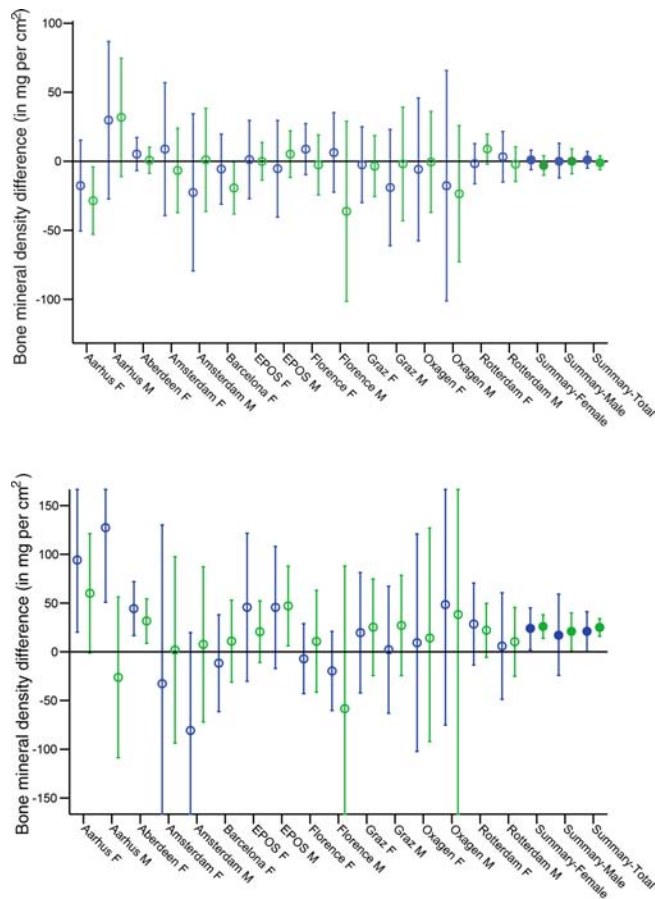 Bone mineral density difference (in mg per cm2)
100
50
0
-50
-100
Aarhus F
Aarhus M
Aberdeen F
Amsterdam F
Amsterdam M
Barcelona F
EPOS F
EPOS M
Florence F
Florence M
Graz F
Graz M
Oxagen F
Oxagen M
Rotterdam F
Rotterdam M
Summary-Female
Summary-Male
Summary-Total
Bone mineral density difference (in mg per cm2)
150
100
50
0
-50
-100
-150
Aarhus F
Aarhus M
Aberdeen F
Amsterdam F
Amsterdam M
Barcelona F
EPOS F
EPOS M
Florence F
Florence M
Graz F
Graz M
Oxagen F
Oxagen M
Rotterdam F
Rotterdam M
Summary-Female
Summary-Male
Summary-Total